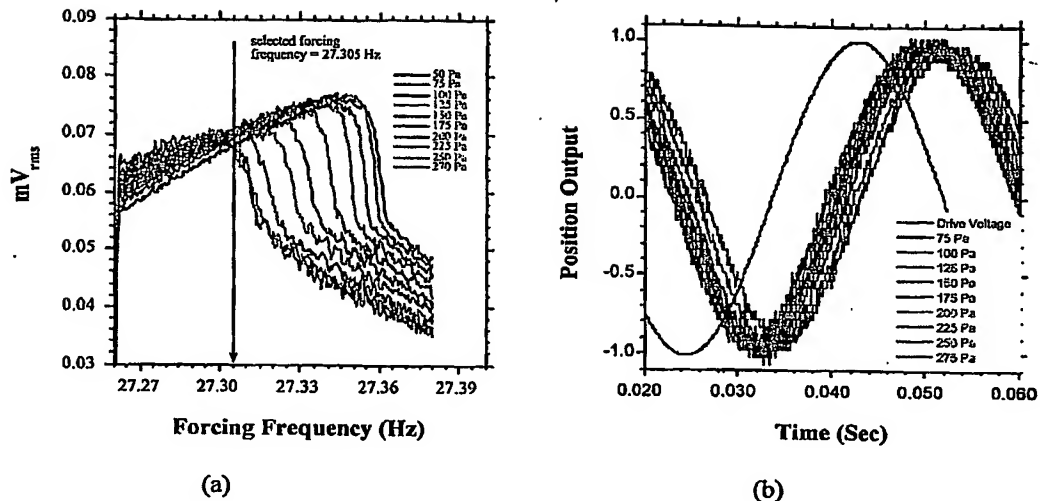 0.09
0.08
0.07
0.06
0.05
0.04
0.03
mVrms
selected forcing
frequency = 27.305 Hz
50 Pa
75 Pa
100 Pa
125 Pa
150 Pa
175 Pa
200 Pa
225 Pa
250 Pa
270 Pa
27.27
27.30
27.33
27.36
27.39
Forcing Frequency (Hz)
(a)
1.0
0.5
0.0
-0.5
-1.0
Position Output
Drive Voltage
75 Pa
100 Pa
125 Pa
150 Pa
175 Pa
200 Pa
225 Pa
250 Pa
275 Pa
0.020
0.030
0.040
0.050
0.060
Time (Sec)
(b)